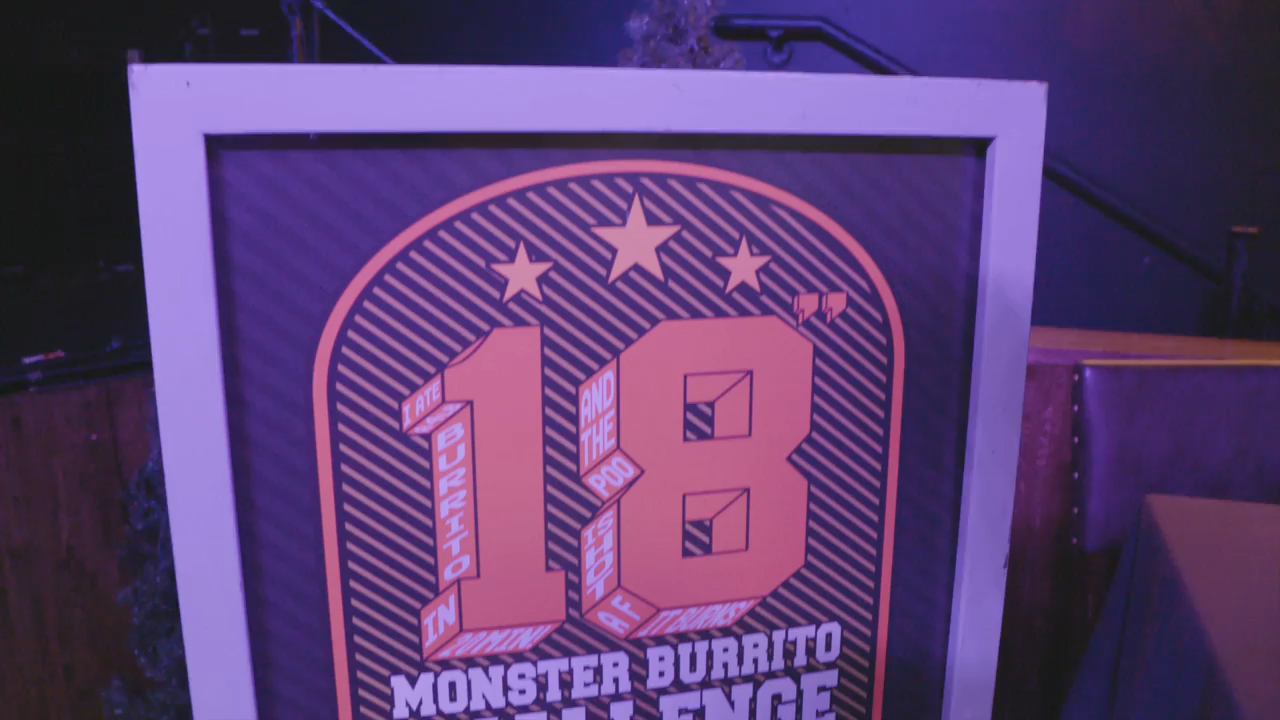 18"
I ATE
A
BURRITO
IN
AND
THE
POO
IS HOT
AF
IT BURNS!
MONSTER BURRITO